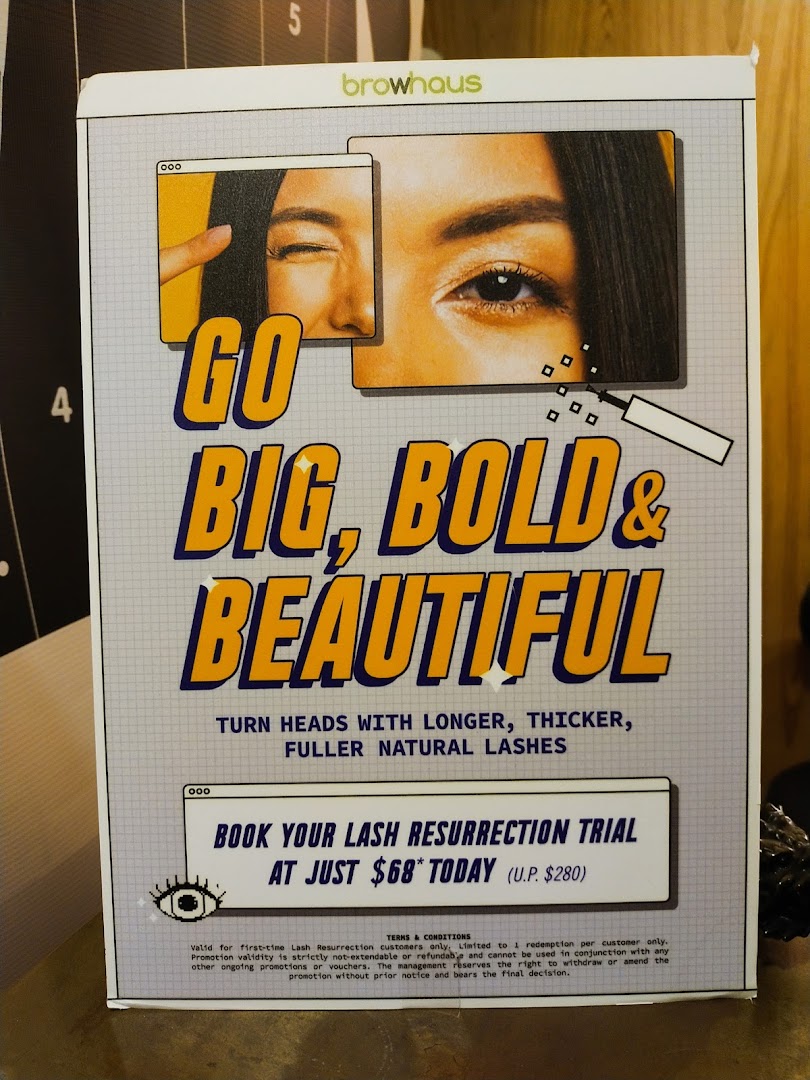 5
4
browhaus
GO
BIG, BOLD &
BEAUTIFUL
TURN HEADS WITH LONGER, THICKER,
FULLER NATURAL LASHES
BOOK YOUR LASH RESURRECTION TRIAL
AT JUST $68* TODAY (U.P. $280)
TERMS & CONDITIONS
Valid for first-time Lash Resurrection customers only. Limited to 1 redemption per customer only.
Promotion validity is strictly not-extendable or refundable and cannot be used in conjunction with any
other ongoing promotions or vouchers. The management reserves the right to withdraw or amend the
promotion without prior notice and bears the final decision.